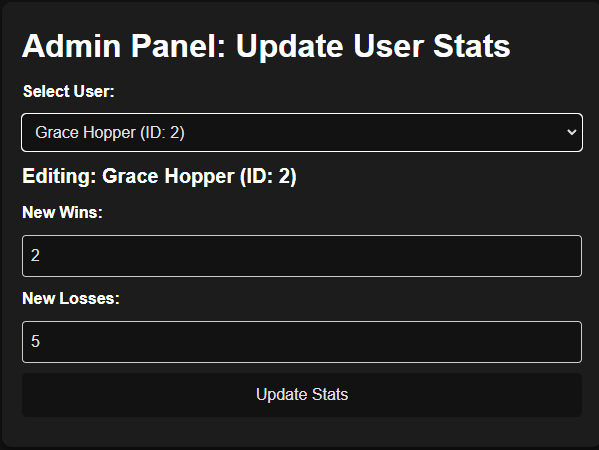 Admin Panel: Update User Stats
Select User:
Grace Hopper (ID: 2)
Editing: Grace Hopper (ID: 2)
New Wins:
2
New Losses:
5
Update Stats